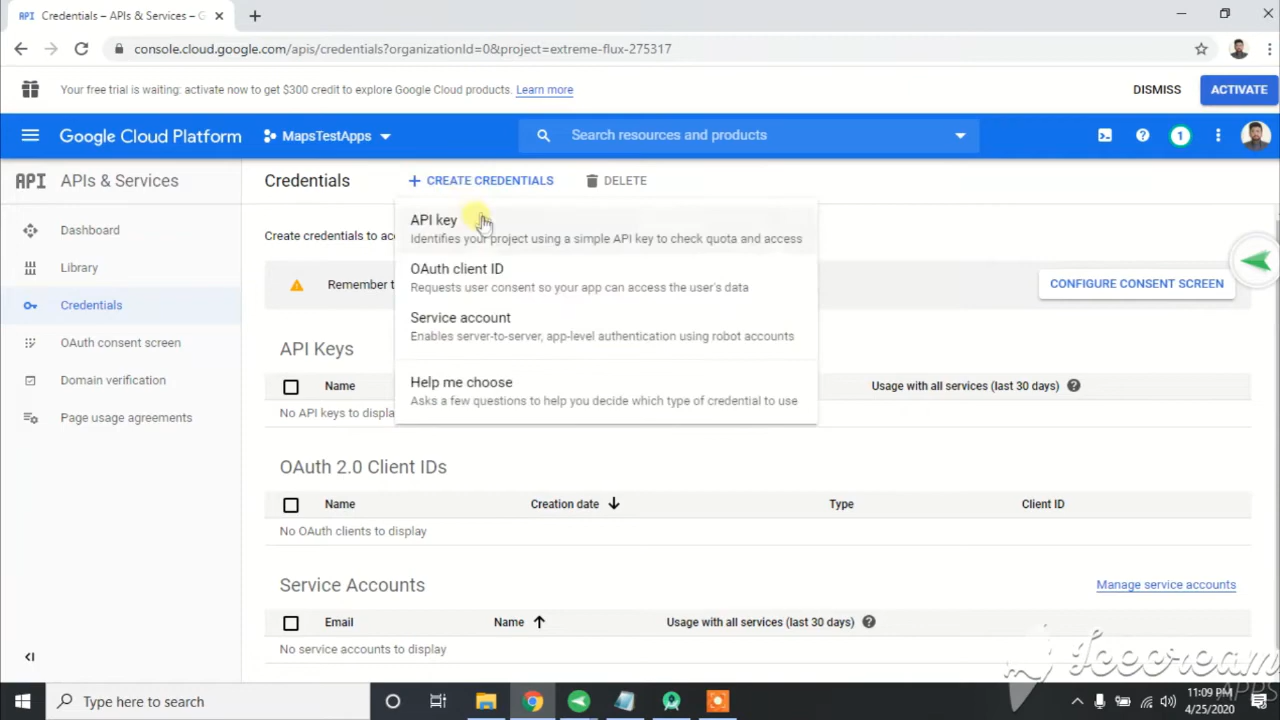 API Credentials – APIs & Services – G
console.cloud.google.com/apis/credentials?organizationId=0&project=extreme-flux-275317
Your free trial is waiting: activate now to get $300 credit to explore Google Cloud products. Learn more
DISMISS
ACTIVATE
Google Cloud Platform
MapsTestApps
Search resources and products
1
API APIs & Services
Dashboard
Library
Credentials
OAuth consent screen
Domain verification
Page usage agreements
Credentials
CREATE CREDENTIALS
DELETE
Create credentials to ac
API key
Identifies your project using a simple API key to check quota and access
OAuth client ID
Requests user consent so your app can access the user's data
Service account
Enables server-to-server, app-level authentication using robot accounts
Help me choose
Asks a few questions to help you decide which type of credential to use
Remember t
CONFIGURE CONSENT SCREEN
API Keys
Name
Usage with all services (last 30 days)
No API keys to displa
OAuth 2.0 Client IDs
Name Creation date Type Client ID
No OAuth clients to display
Service Accounts
Manage service accounts
Email Name Usage with all services (last 30 days)
No service accounts to display
Icecream
APPS
Type here to search
11:09 PM
4/25/2020